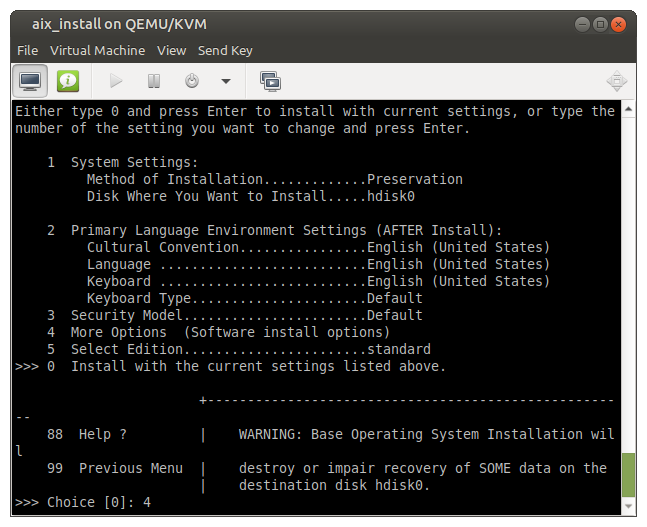 aix_install on QEMU/KVM
File Virtual Machine View Send Key
Either type 0 and press Enter to install with current settings, or type the
number of the setting you want to change and press Enter.
1 System Settings:
Method of Installation.............Preservation
Disk Where You Want to Install.....hdisk0
2 Primary Language Environment Settings (AFTER Install):
Cultural Convention................English (United States)
Language ..........................English (United States)
Keyboard ..........................English (United States)
Keyboard Type......................Default
3 Security Model.......................Default
4 More Options (Software install options)
5 Select Edition.......................standard
>>> 0 Install with the current settings listed above.
+---------------------------------------------------
--
88 Help ? | WARNING: Base Operating System Installation wil
l
99 Previous Menu | destroy or impair recovery of SOME data on the
| destination disk hdisk0.
>>> Choice [0]: 4